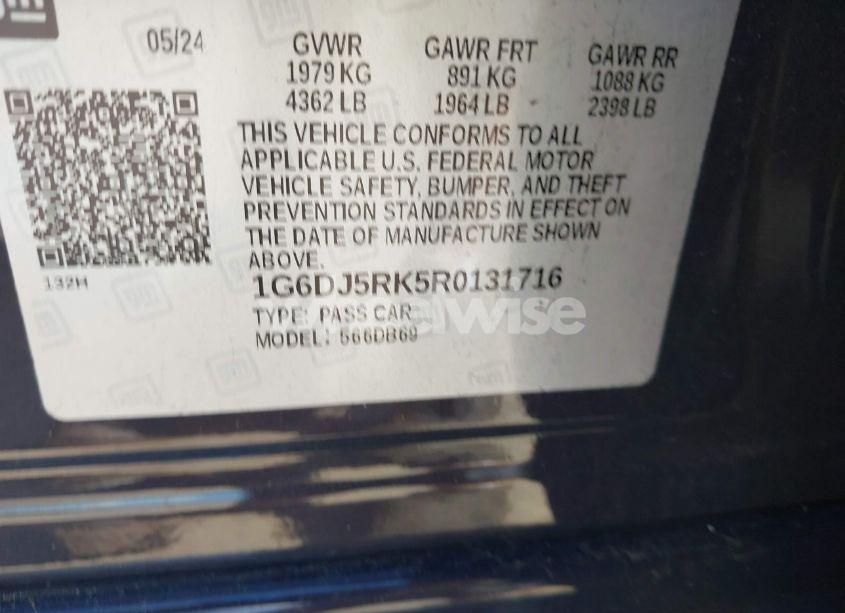 gm
05/24 GVWR GAWR FRT GAWR RR
1979 KG 891 KG 1088 KG
4362 LB 1964 LB 2398 LB
THIS VEHICLE CONFORMS TO ALL
APPLICABLE U.S. FEDERAL MOTOR
VEHICLE SAFETY, BUMPER, AND THEFT
PREVENTION STANDARDS IN EFFECT ON
THE DATE OF MANUFACTURE SHOWN
ABOVE.
132H
1G6DJ5RK5R0131716
TYPE: PASS CAR
MODEL: 566DB69